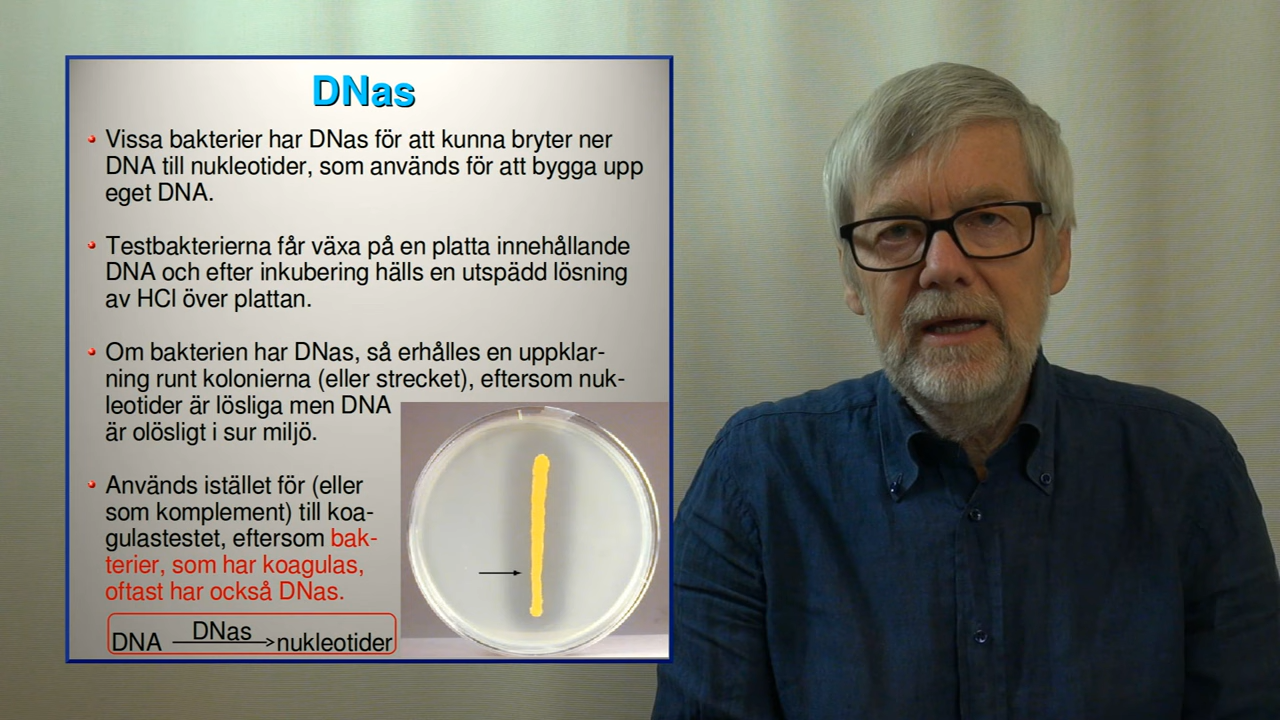 DNas
Vissa bakterier har DNas för att kunna bryter ner
DNA till nukleotider, som används för att bygga upp
eget DNA.
Testbakterierna får växa på en platta innehållande
DNA och efter inkubering hälls en utspädd lösning
av HCl över plattan.
Om bakterien har DNas, så erhålles en uppklar-
ning runt kolonierna (eller strecket), eftersom nuk-
leotider är lösliga men DNA
är olösligt i sur miljö.
Används istället för (eller
som komplement) till koa-
gulastestet, eftersom bak-
terier, som har koagulas,
oftast har också DNas.
DNas
DNA nukleotider